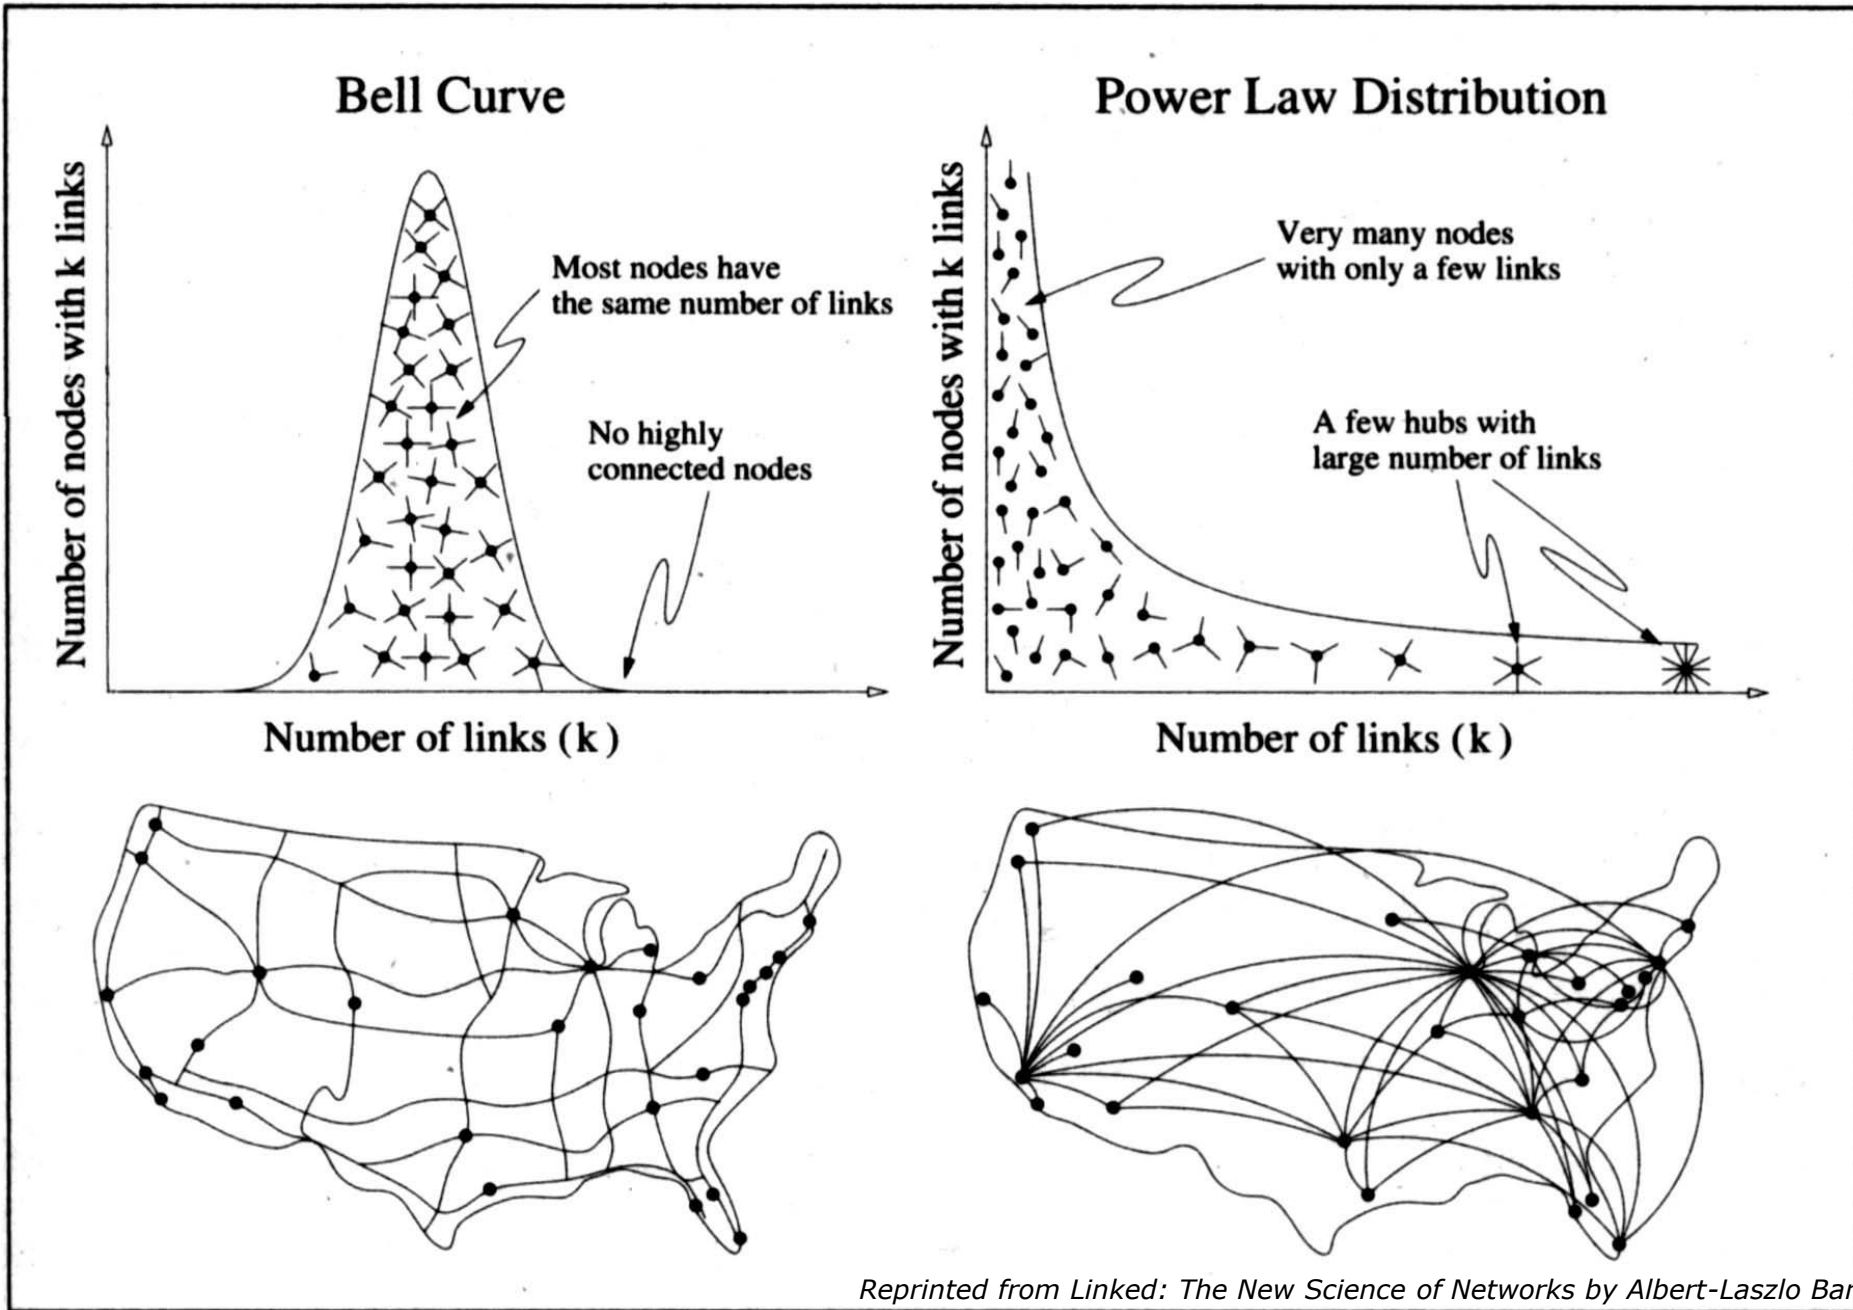 Bell Curve
Number of nodes with k links
Most nodes have
the same number of links
No highly
connected nodes
Number of links (k)
Power Law Distribution
Number of nodes with k links
Very many nodes
with only a few links
A few hubs with
large number of links
Number of links (k)
Reprinted from Linked: The New Science of Networks by Albert-Laszlo